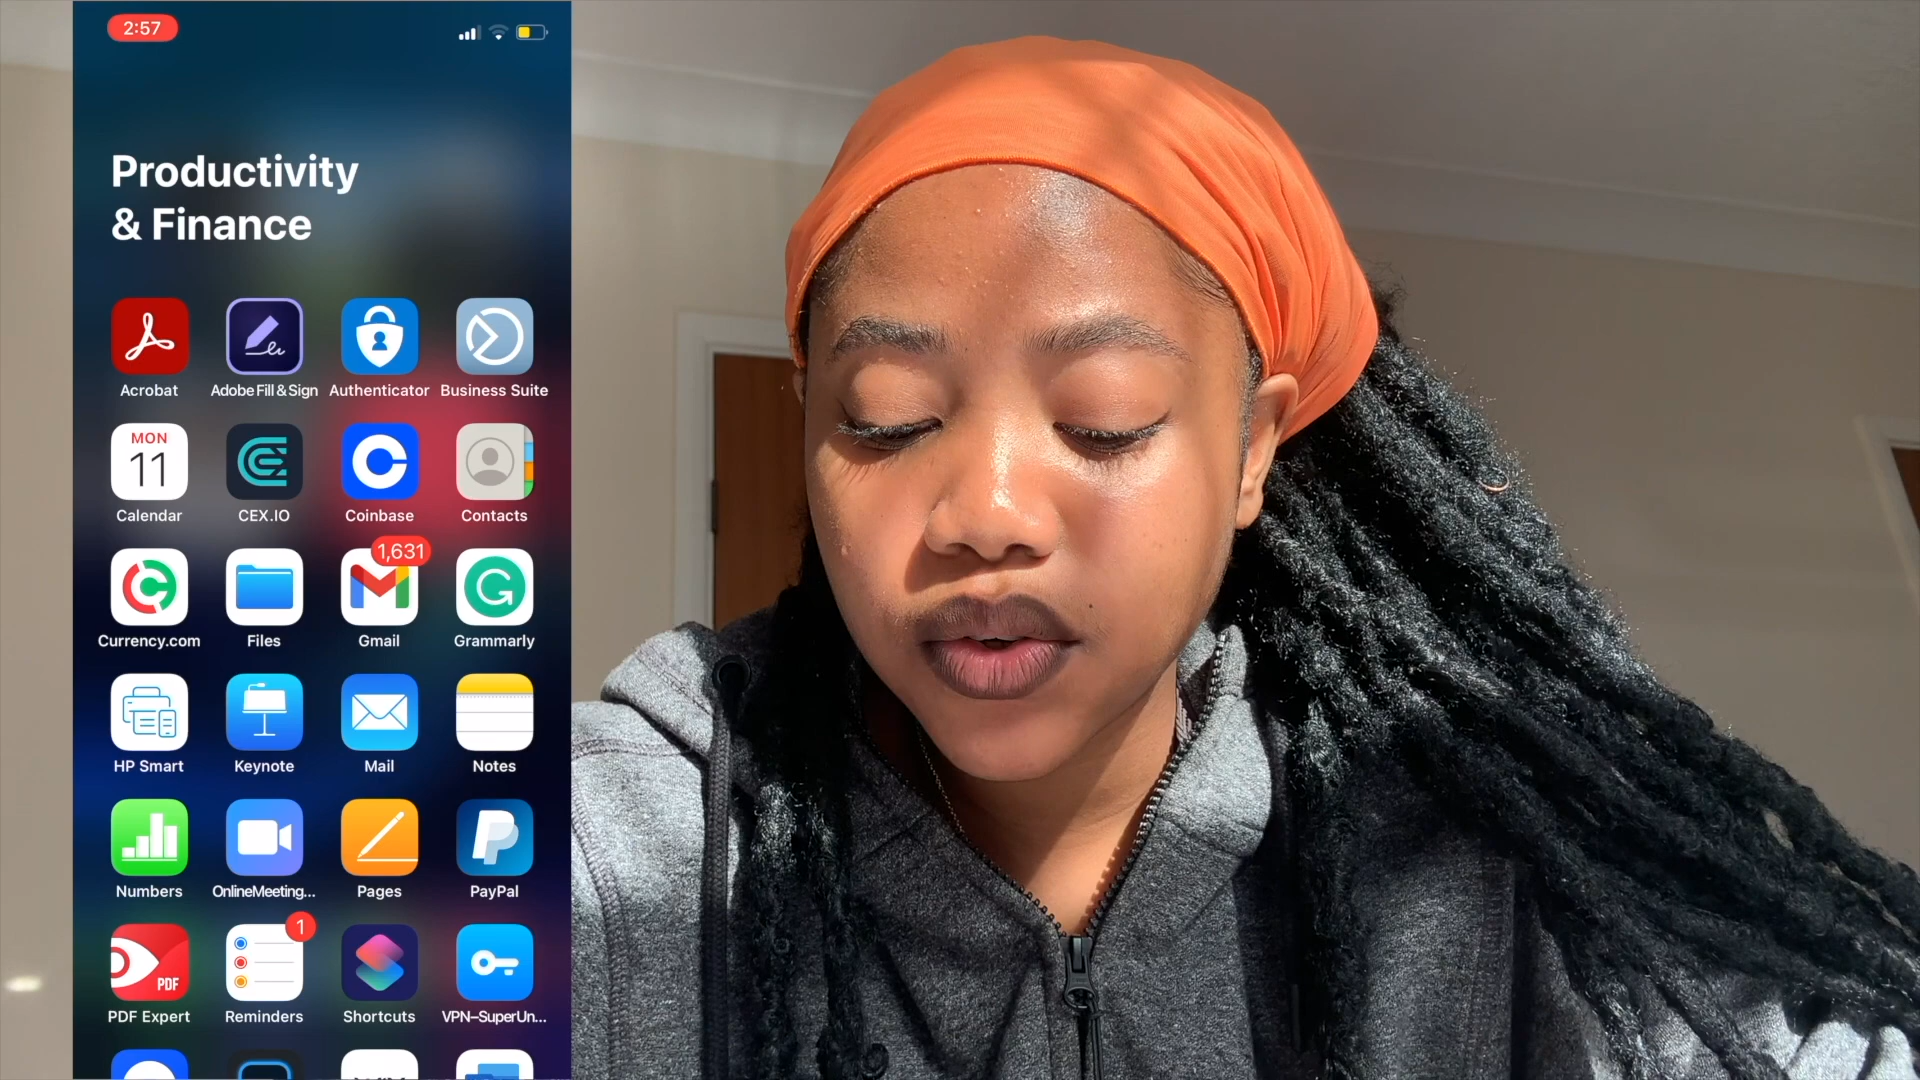 2:57
Productivity
& Finance
Acrobat
Adobe Fill & Sign
Authenticator
Business Suite
MON
11
Calendar
CEX.IO
Coinbase
Contacts
1,631
Currency.com
Files
Gmail
Grammarly
HP Smart
Keynote
Mail
Notes
Numbers
OnlineMeeting...
Pages
PayPal
1
PDF
PDF Expert
Reminders
Shortcuts
VPN–SuperUn...